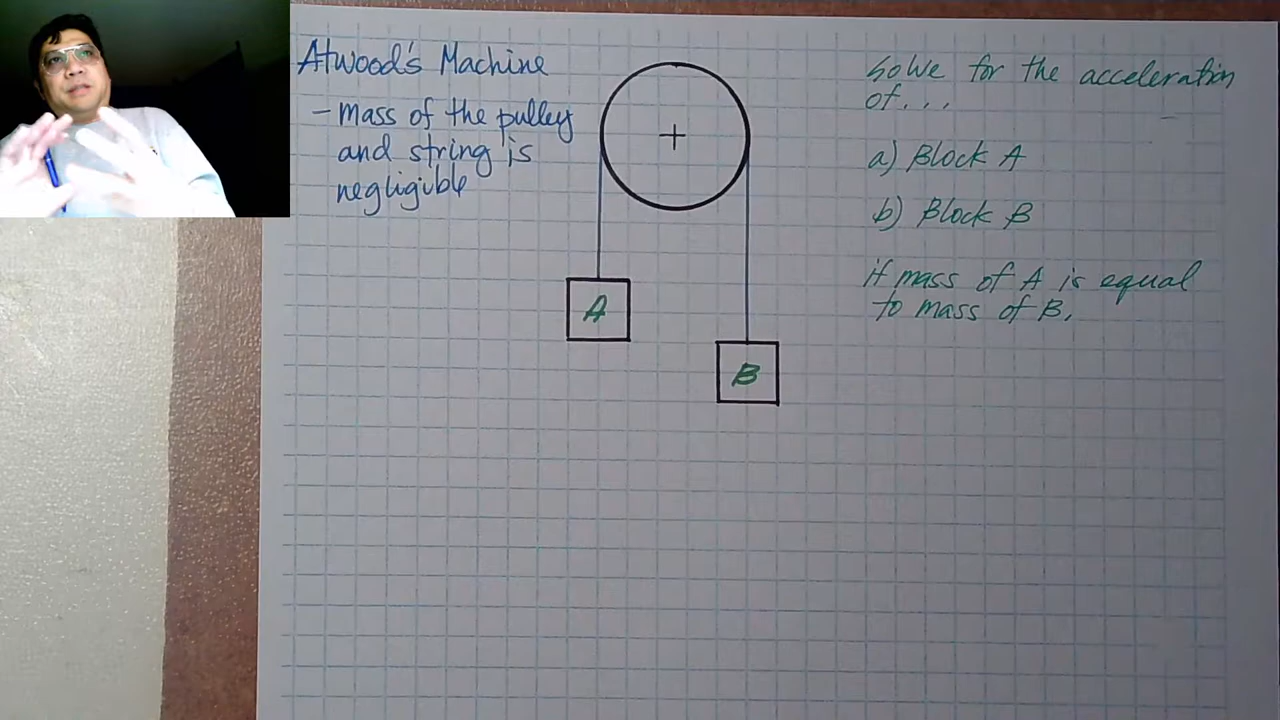 Atwood's Machine
- Mass of the pulley
and string is
negligible
Solve for the acceleration
of...
a) Block A
b) Block B
if mass of A is equal
to mass of B.
A
B